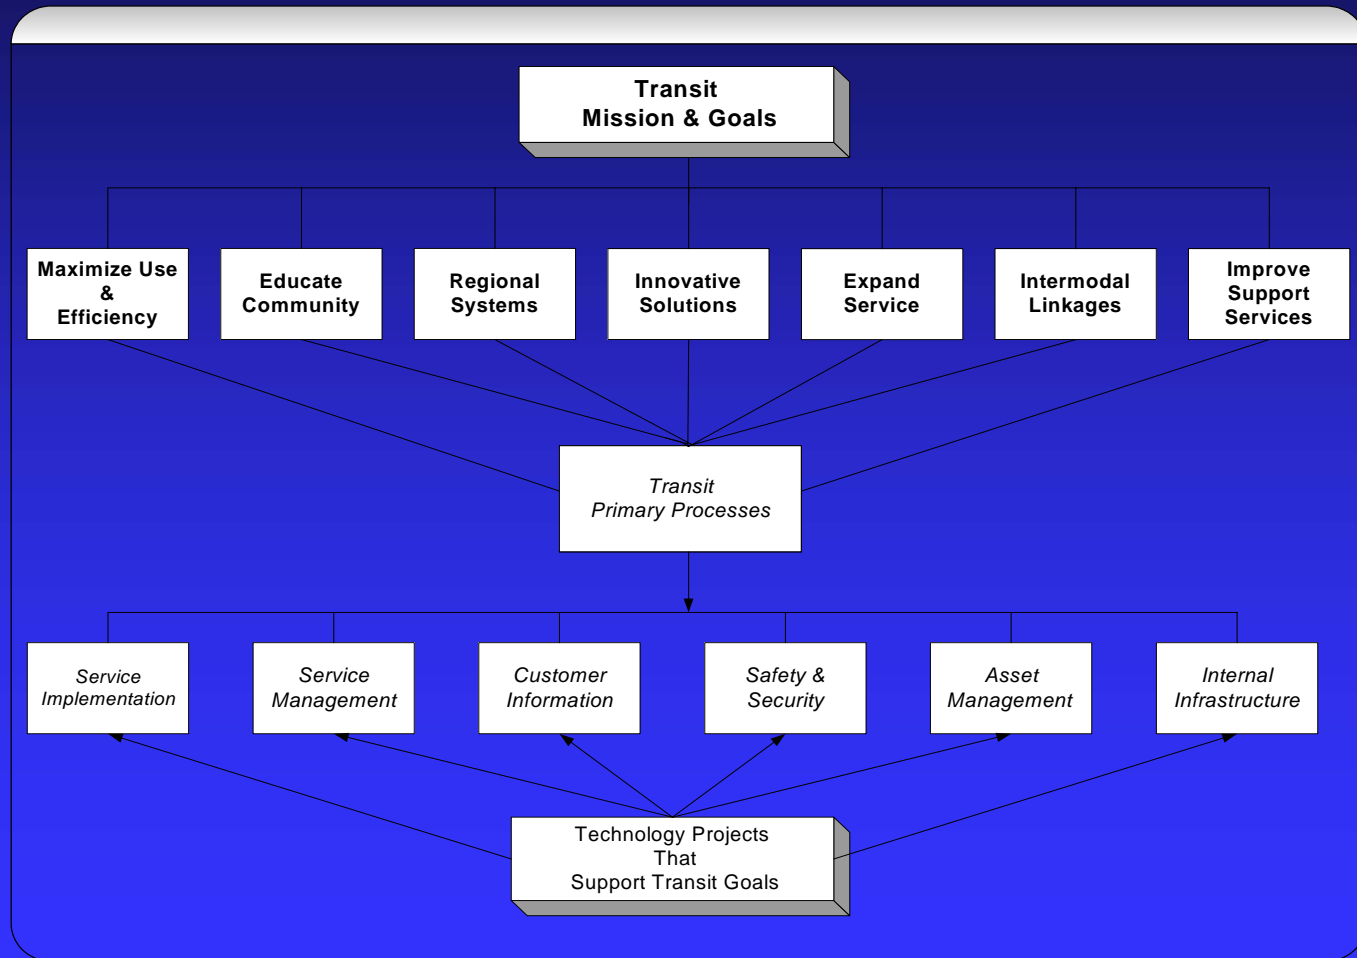 Transit
Mission & Goals
Maximize Use
&
Efficiency
Educate
Community
Regional
Systems
Innovative
Solutions
Expand
Service
Intermodal
Linkages
Improve
Support
Services
Transit
Primary Processes
Service
Implementation
Service
Management
Customer
Information
Safety &
Security
Asset
Management
Internal
Infrastructure
Technology Projects
That
Support Transit Goals